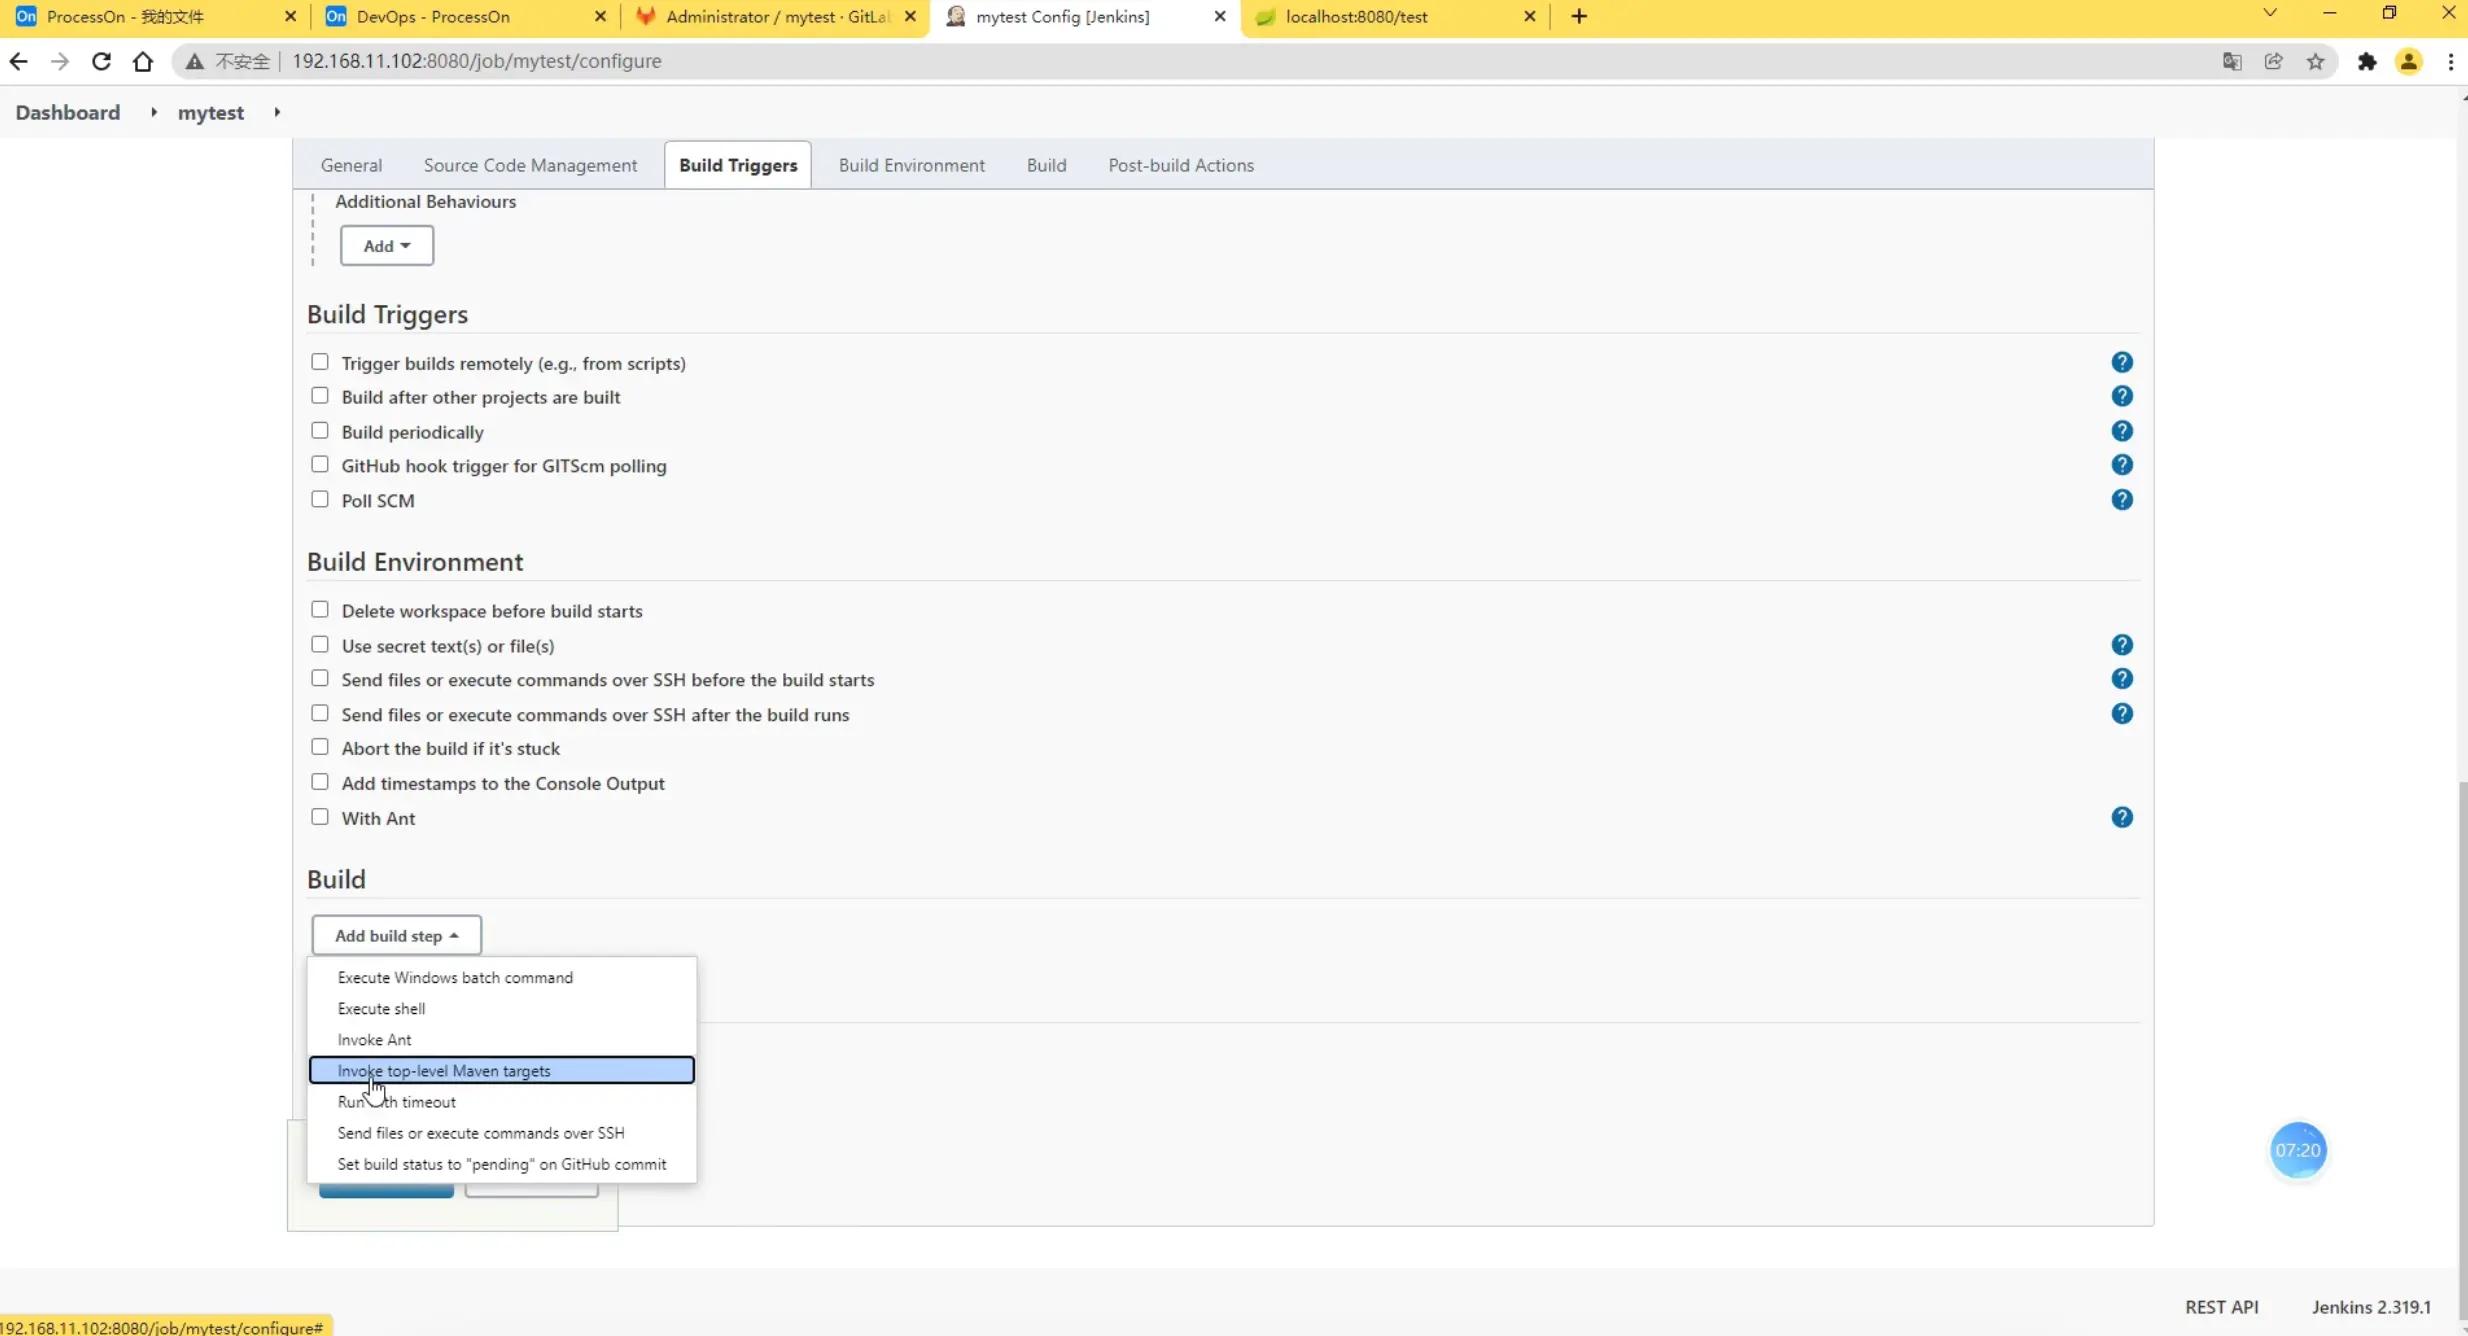 ProcessOn - 我的文件
DevOps - ProcessOn
Administrator / mytest · GitLa
mytest Config [Jenkins]
localhost:8080/test
不安全 192.168.11.102:8080/job/mytest/configure
Dashboard mytest
General Source Code Management Build Triggers Build Environment Build Post-build Actions
Additional Behaviours
Add
Build Triggers
Trigger builds remotely (e.g., from scripts)
Build after other projects are built
Build periodically
GitHub hook trigger for GITScm polling
Poll SCM
Build Environment
Delete workspace before build starts
Use secret text(s) or file(s)
Send files or execute commands over SSH before the build starts
Send files or execute commands over SSH after the build runs
Abort the build if it's stuck
Add timestamps to the Console Output
With Ant
Build
Add build step
Execute Windows batch command
Execute shell
Invoke Ant
Invoke top-level Maven targets
Run with timeout
Send files or execute commands over SSH
Set build status to "pending" on GitHub commit
07:20
REST API Jenkins 2.319.1
192.168.11.102:8080/job/mytest/configure#